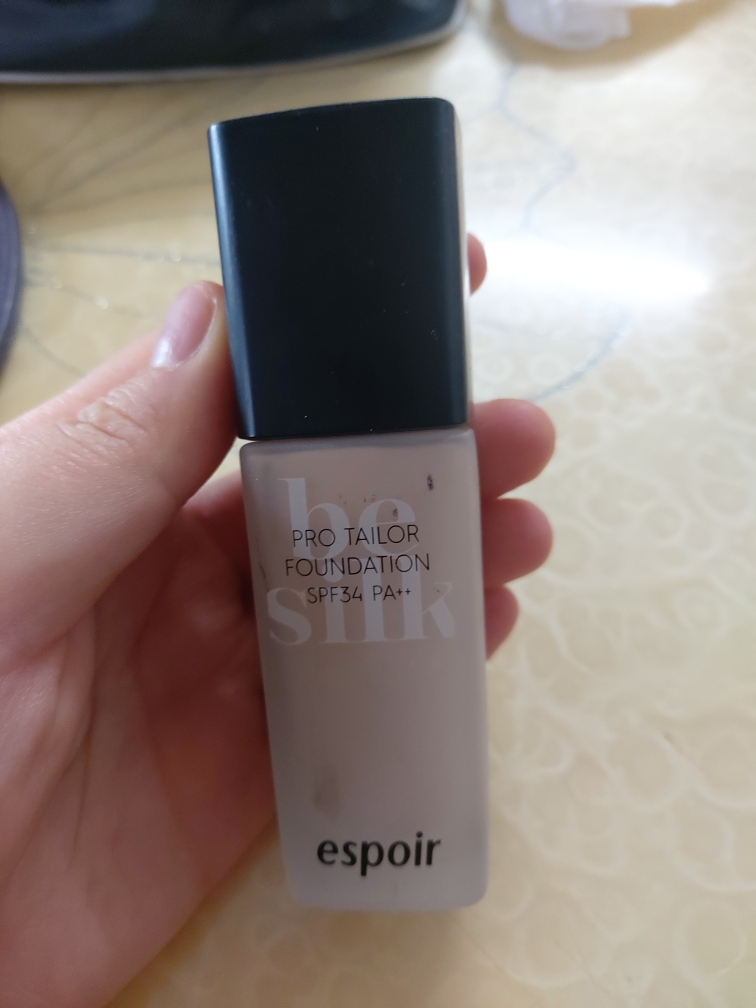 be
PRO TAILOR
FOUNDATION
SPF34 PA++
silk
espoir